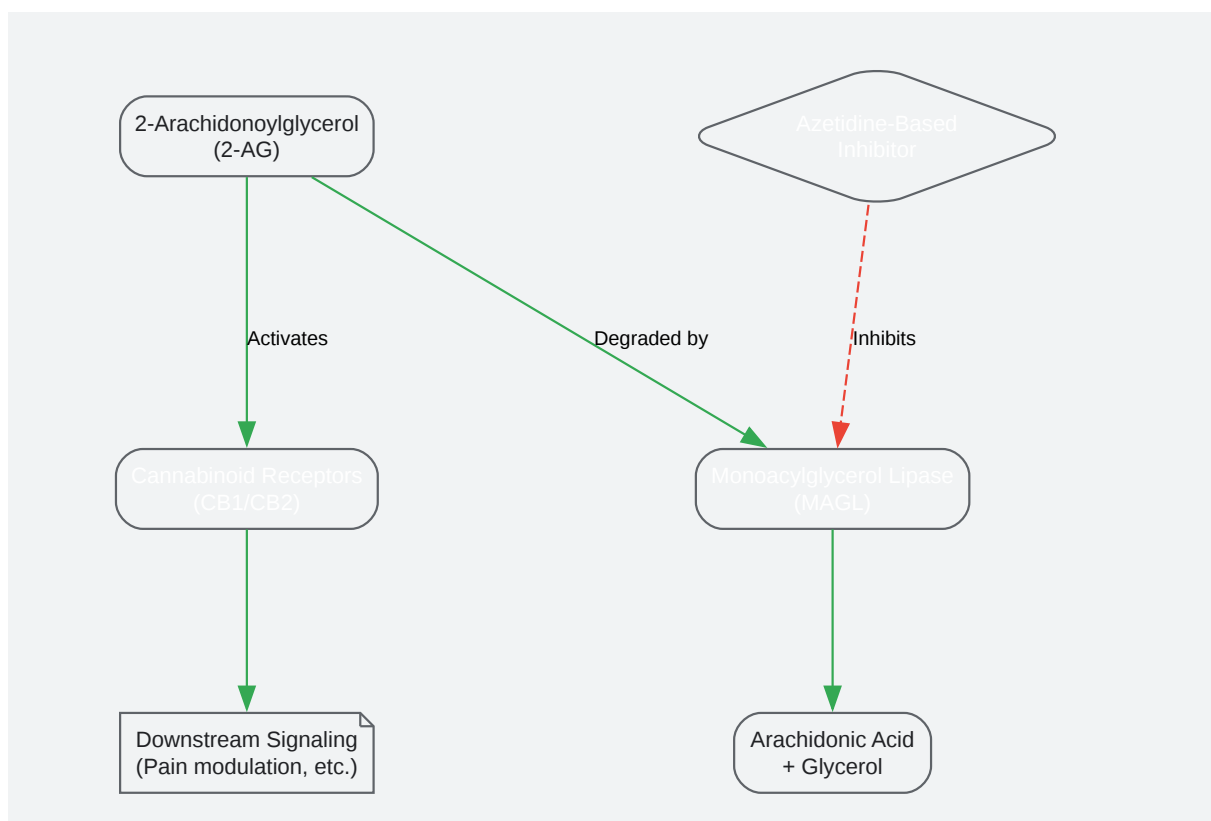 2-Arachidonoylglycerol
(2-AG)
Azetidine-Based
Inhibitor
Activates
Degraded by
Inhibits
Cannabinoid Receptors
(CB1/CB2)
Monoacylglycerol Lipase
(MAGL)
Downstream Signaling
(Pain modulation, etc.)
Arachidonic Acid
+ Glycerol